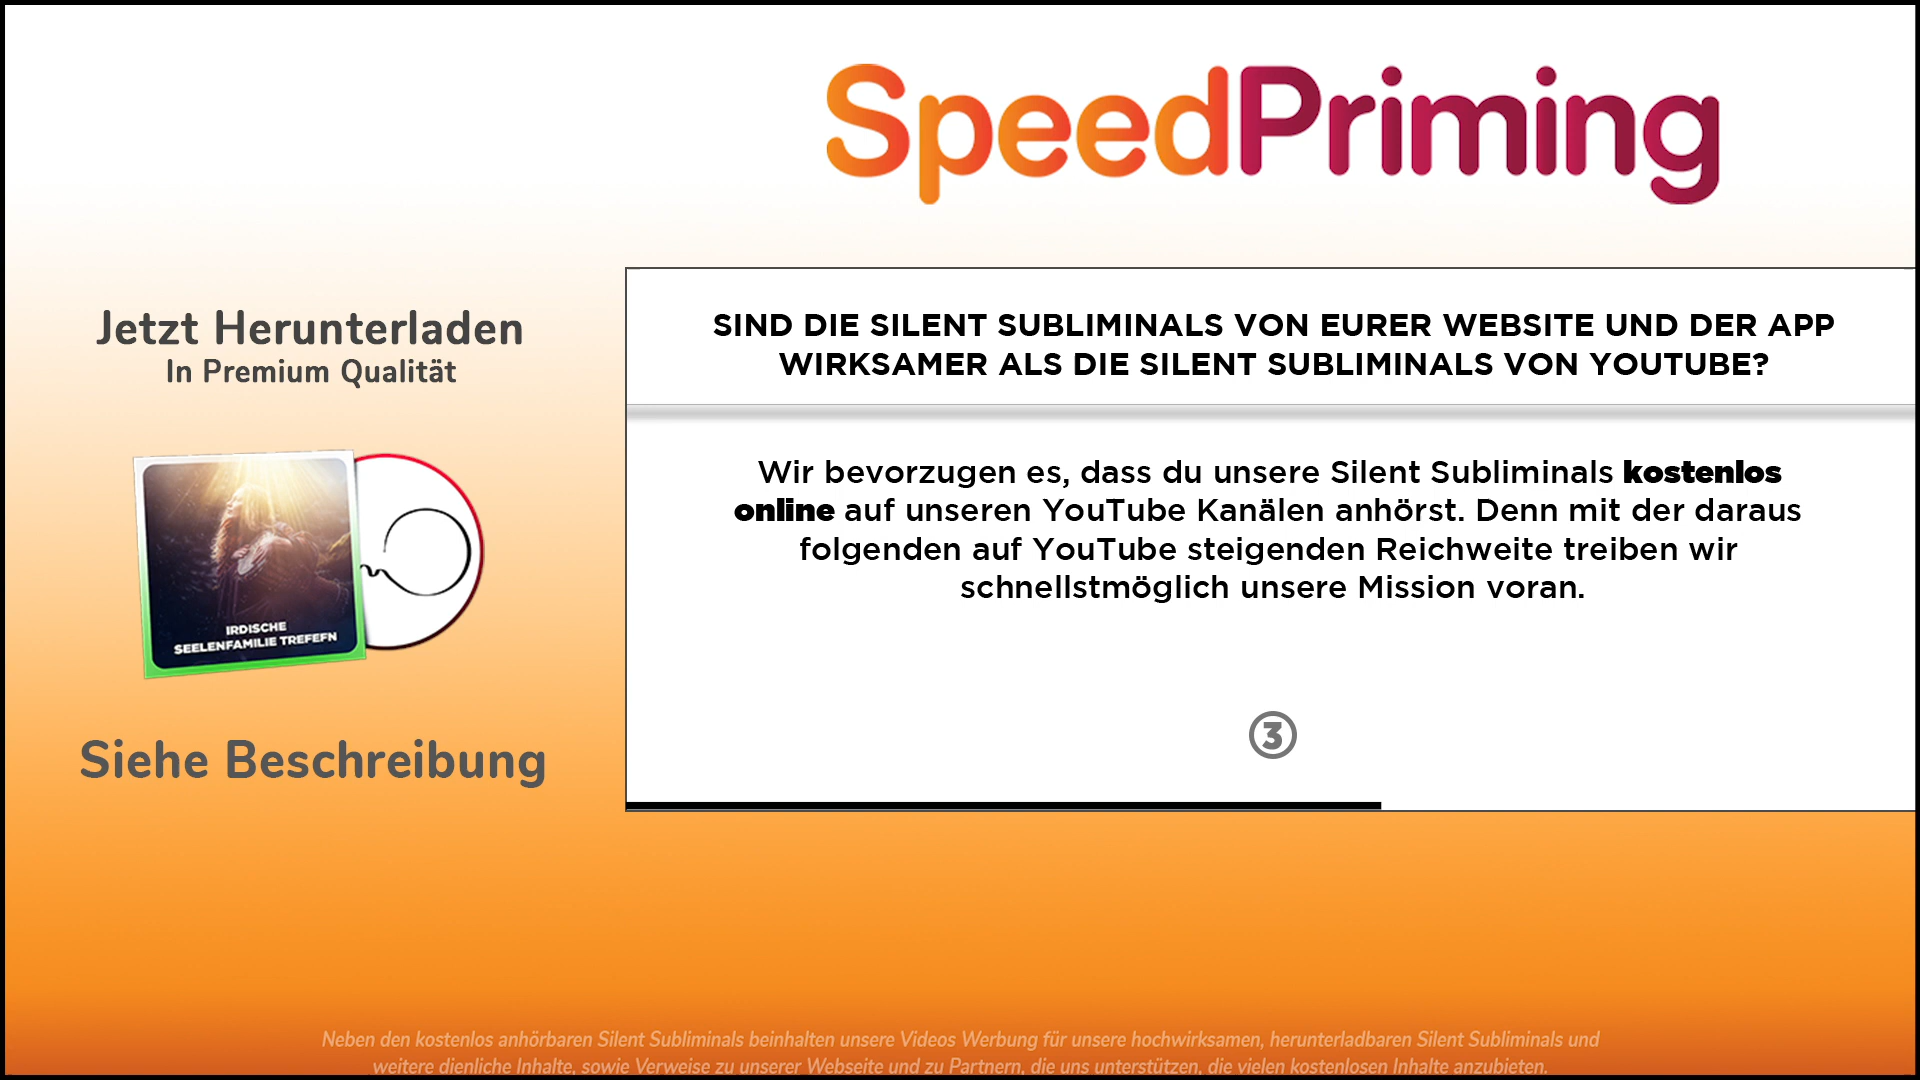 SpeedPriming
Jetzt Herunterladen
In Premium Qualität
IRDISCHE
SEELENFAMILIE TREFEFN
Siehe Beschreibung
SIND DIE SILENT SUBLIMINALS VON EURER WEBSITE UND DER APP
WIRKSAMER ALS DIE SILENT SUBLIMINALS VON YOUTUBE?
Wir bevorzugen es, dass du unsere Silent Subliminals kostenlos
online auf unseren YouTube Kanälen anhörst. Denn mit der daraus
folgenden auf YouTube steigenden Reichweite treiben wir
schnellstmöglich unsere Mission voran.
3
Neben den kostenlos anhörbaren Silent Subliminals beinhalten unsere Videos Werbung für unsere hochwirksamen, herunterladbaren Silent Subliminals und
weitere dienliche Inhalte, sowie Verweise zu unserer Webseite und zu Partnern, die uns unterstützen, die vielen kostenlosen Inhalte anzubieten.